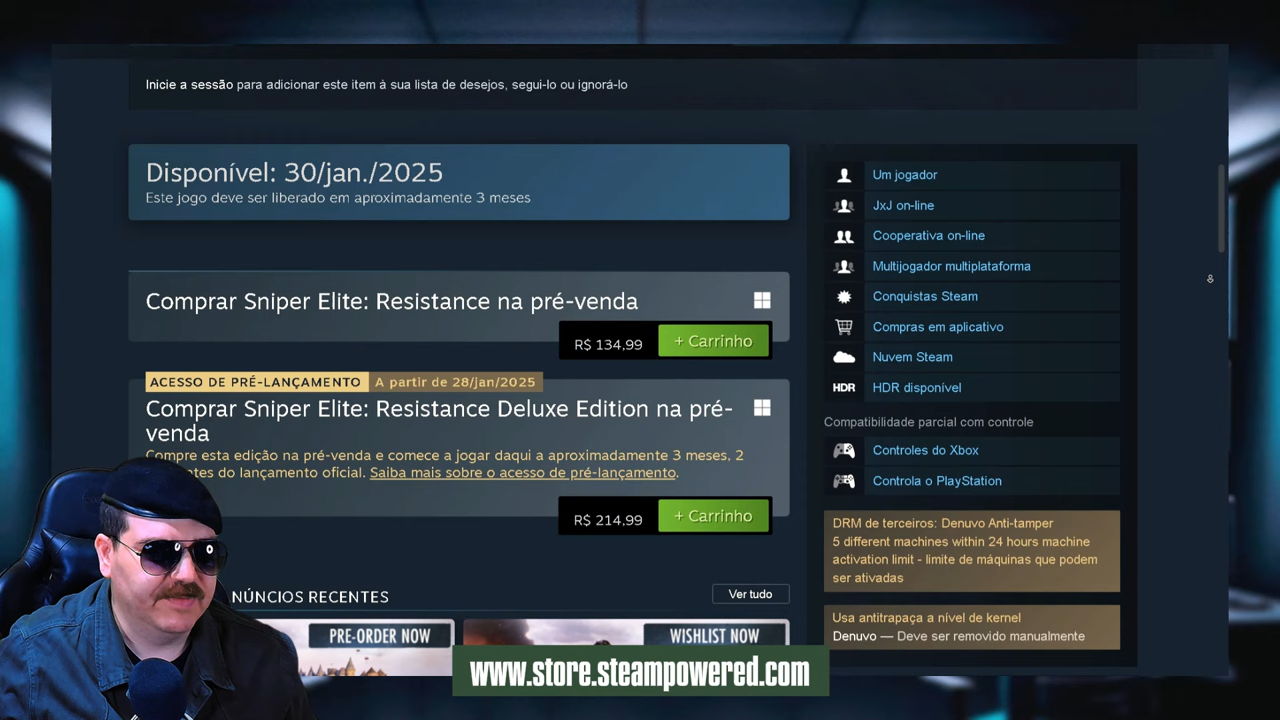 Inicie a sessão para adicionar este item à sua lista de desejos, segui-lo ou ignorá-lo
Disponível: 30/jan./2025
Este jogo deve ser liberado em aproximadamente 3 meses
Comprar Sniper Elite: Resistance na pré-venda
R$ 134,99
+ Carrinho
ACESSO DE PRÉ-LANÇAMENTO A partir de 28/jan/2025
Comprar Sniper Elite: Resistance Deluxe Edition na pré-
venda
Compre esta edição na pré-venda e comece a jogar daqui a aproximadamente 3 meses, 2
do lançamento oficial. Saiba mais sobre o acesso de pré-lançamento.
R$ 214,99
+ Carrinho
NÚNCIOS RECENTES
Ver tudo
PRE-ORDER NOW
WISHLIST NOW
Um jogador
JxJ on-line
Cooperativa on-line
Multijogador multiplataforma
Conquistas Steam
Compras em aplicativo
Nuvem Steam
HDR HDR disponível
Compatibilidade parcial com controle
Controles do Xbox
Controla o PlayStation
DRM de terceiros: Denuvo Anti-tamper
5 different machines within 24 hours machine
activation limit - limite de máquinas que podem
ser ativadas
Usa antitrapaça a nível de kernel
Denuvo — Deve ser removido manualmente
www.store.steampowered.com